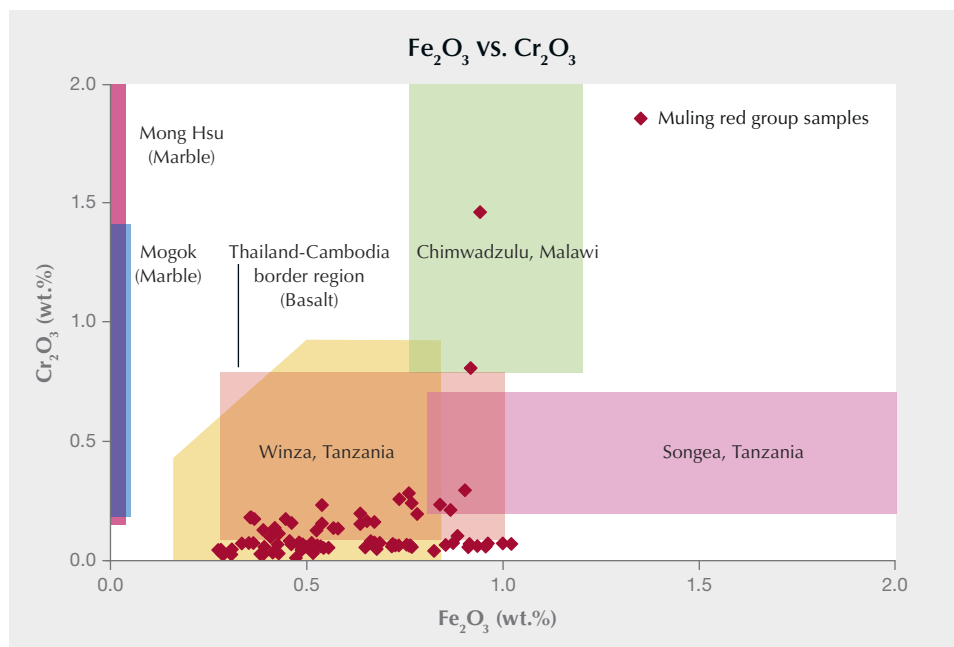 Fe₂O₃ vs. Cr₂O₃
Muling red group samples
Mong Hsu
(Marble)
Mogok
(Marble)
Thailand-Cambodia
border region
(Basalt)
Chimwadzulu, Malawi
Winza, Tanzania
Songea, Tanzania
Cr₂O₃ (wt.%)
2.0
1.5
1.0
0.5
0.0
0.0 0.5 1.0 1.5 2.0
Fe₂O₃ (wt.%)